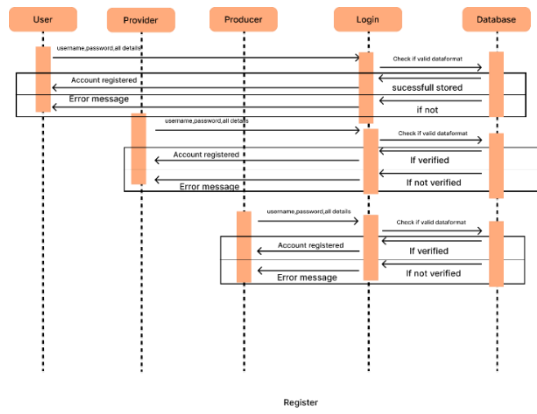 User
Provider
Producer
Login
Database
username,password,all details
Check if valid dataformat
Account registered
sucessfull stored
Error message
if not
username,password,all details
Check if valid dataformat
Account registered
If verified
Error message
If not verified
username,password,all details
Check if valid dataformat
Account registered
If verified
Error message
If not verified
Register